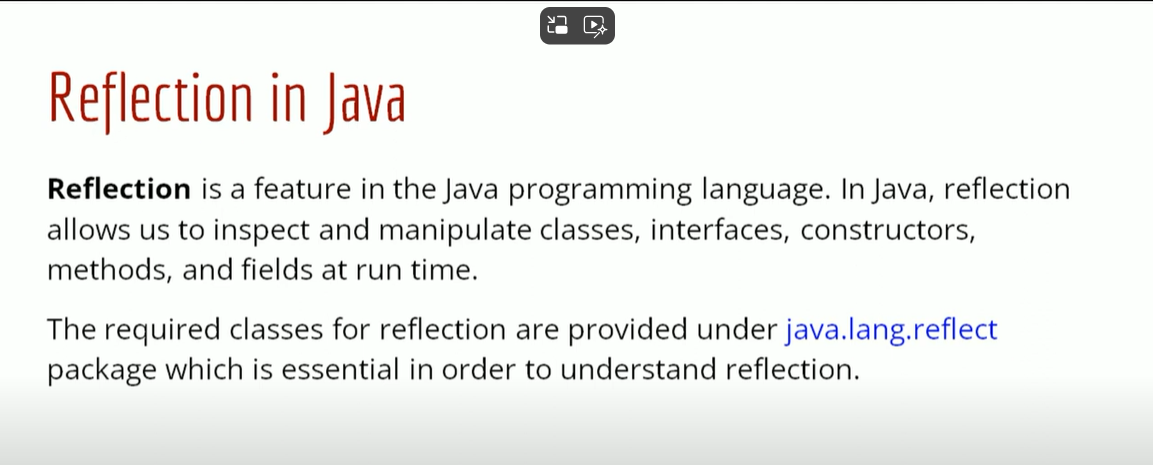 Reflection in Java
Reflection is a feature in the Java programming language. In Java, reflection
allows us to inspect and manipulate classes, interfaces, constructors,
methods, and fields at run time.
The required classes for reflection are provided under java.lang.reflect
package which is essential in order to understand reflection.